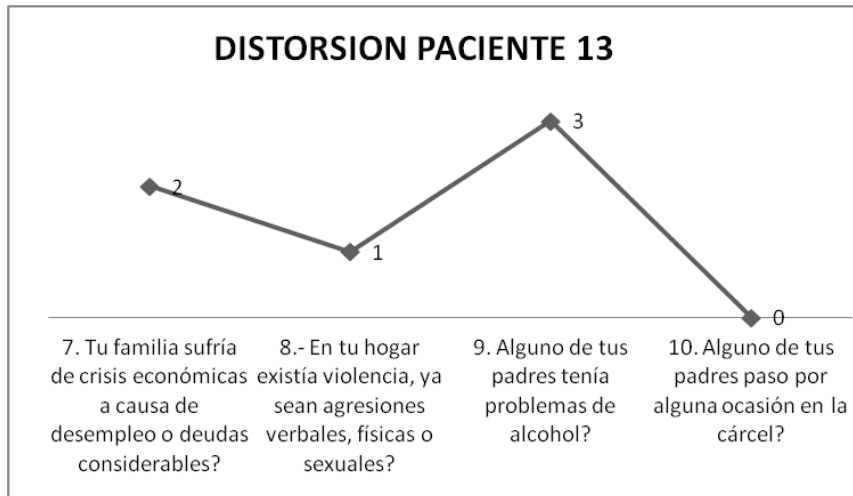 DISTORSION PACIENTE 13
2
1
3
0
7. Tu familia sufría
de crisis económicas
a causa de
desempleo o deudas
considerables?
8.- En tu hogar
existía violencia, ya
sean agresiones
verbales, físicas o
sexuales?
9. Alguno de tus
padres tenía
problemas de
alcohol?
10. Alguno de tus
padres paso por
alguna ocasión en la
cárcel?